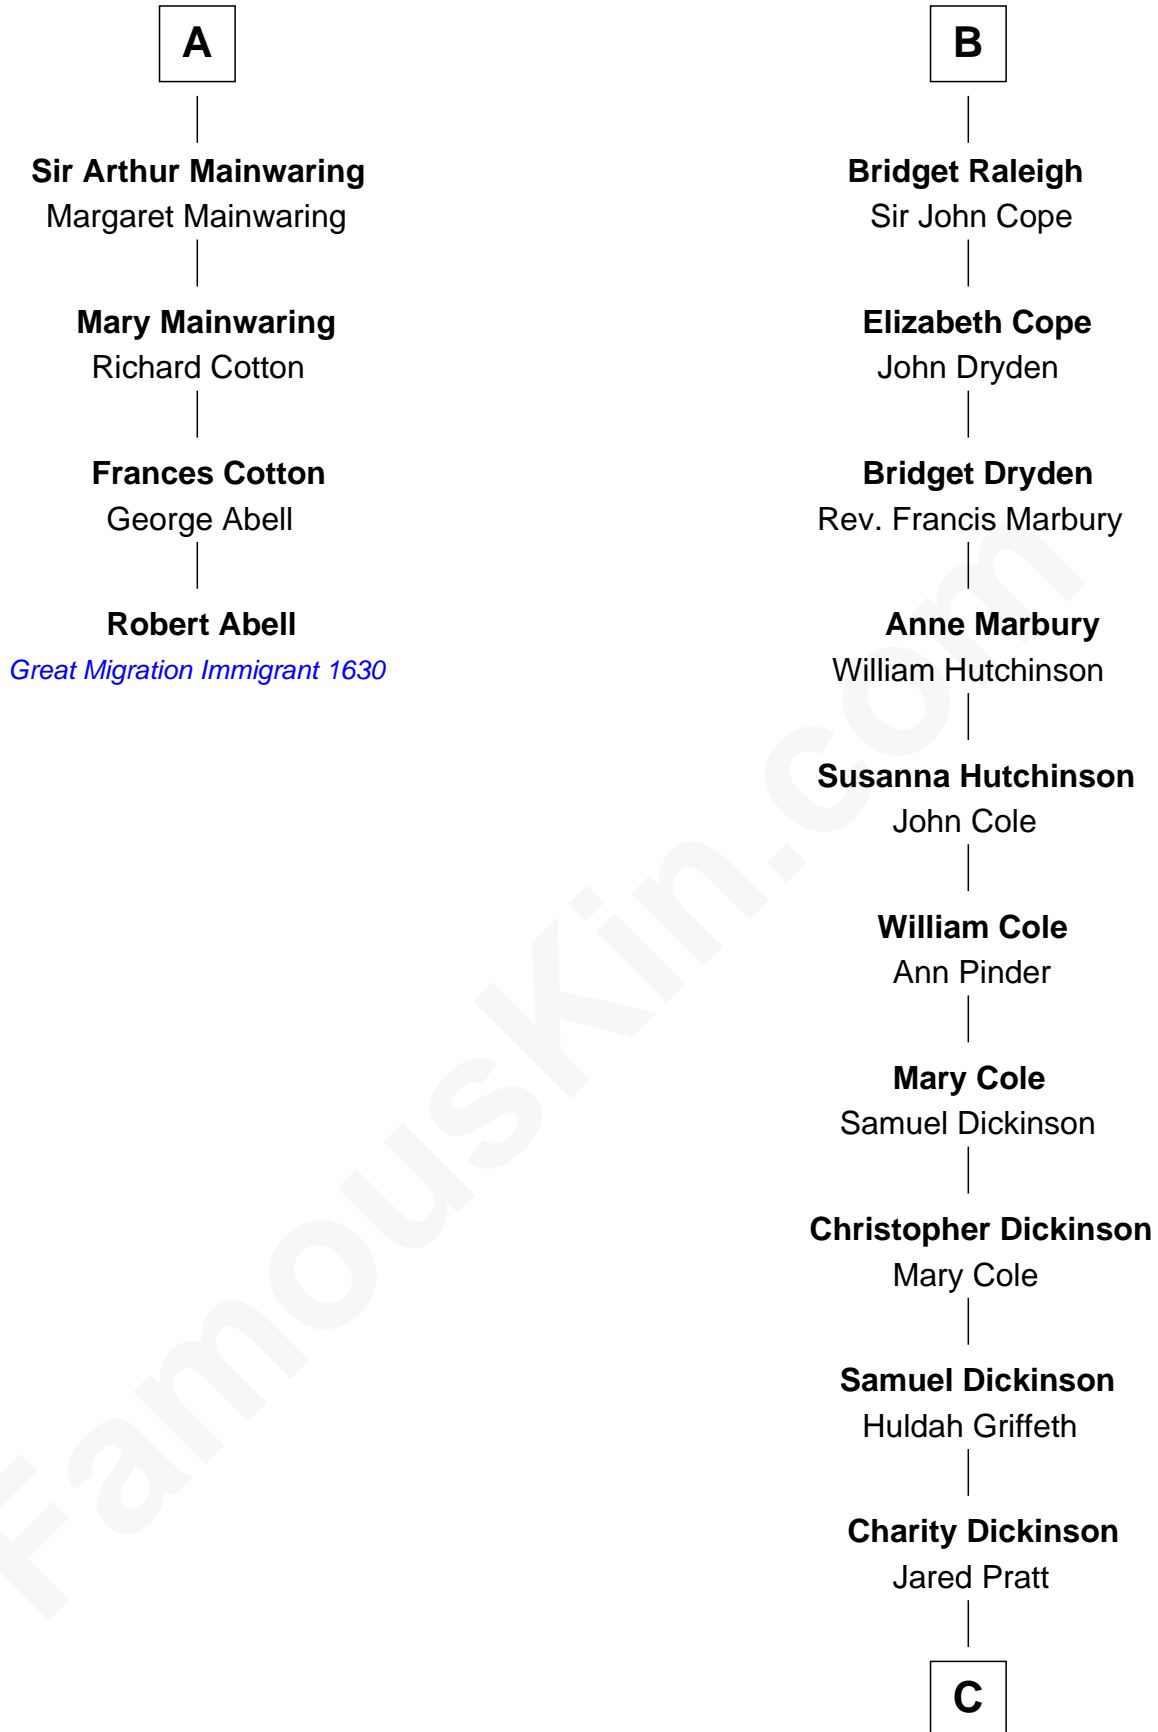 A
Sir Arthur Mainwaring
Margaret Mainwaring
Mary Mainwaring
Richard Cotton
Frances Cotton
George Abell
Robert Abell
Great Migration Immigrant 1630
B
Bridget Raleigh
Sir John Cope
Elizabeth Cope
John Dryden
Bridget Dryden
Rev. Francis Marbury
Anne Marbury
William Hutchinson
Susanna Hutchinson
John Cole
William Cole
Ann Pinder
Mary Cole
Samuel Dickinson
Christopher Dickinson
Mary Cole
Samuel Dickinson
Huldah Griffeth
Charity Dickinson
Jared Pratt
C
FamousKin.com